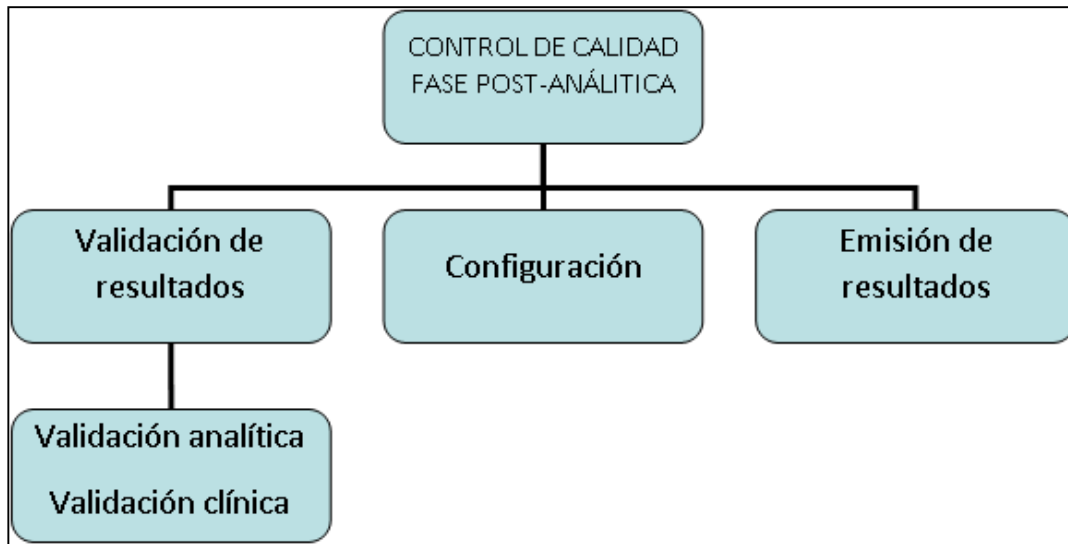 CONTROL DE CALIDAD
FASE POST-ANÁLITICA
Validación de
resultados
Configuración
Emisión de
resultados
Validación analítica
Validación clínica